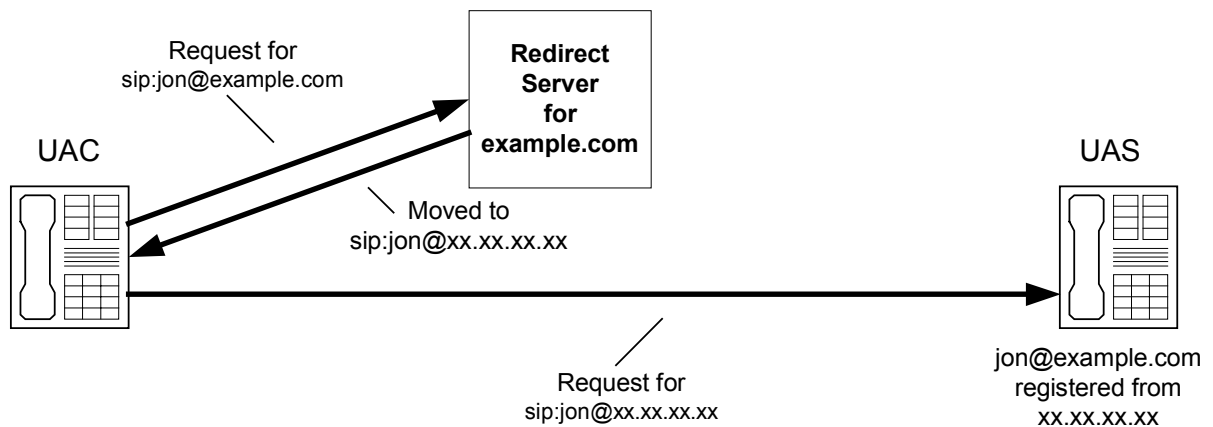 Request for
sip:jon@example.com
Redirect
Server
for
example.com
UAC
UAS
Moved to
sip:jon@xx.xx.xx.xx
Request for
sip:jon@xx.xx.xx.xx
jon@example.com
registered from
xx.xx.xx.xx